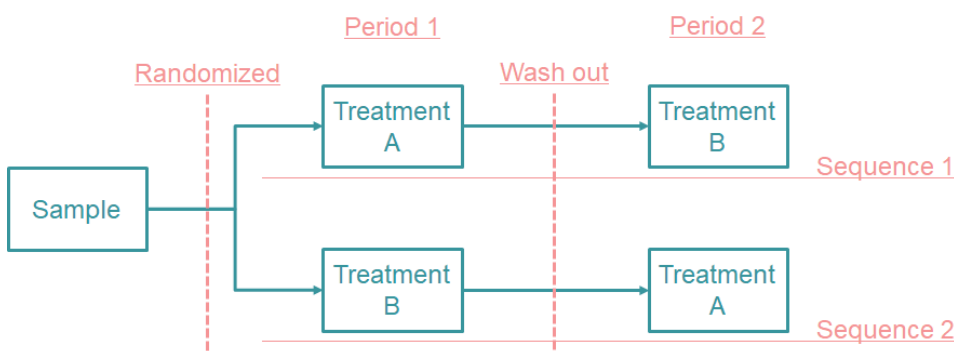 Period 1
Period 2
Randomized
Wash out
Treatment
A
Treatment
B
Sequence 1
Sample
Treatment
B
Treatment
A
Sequence 2